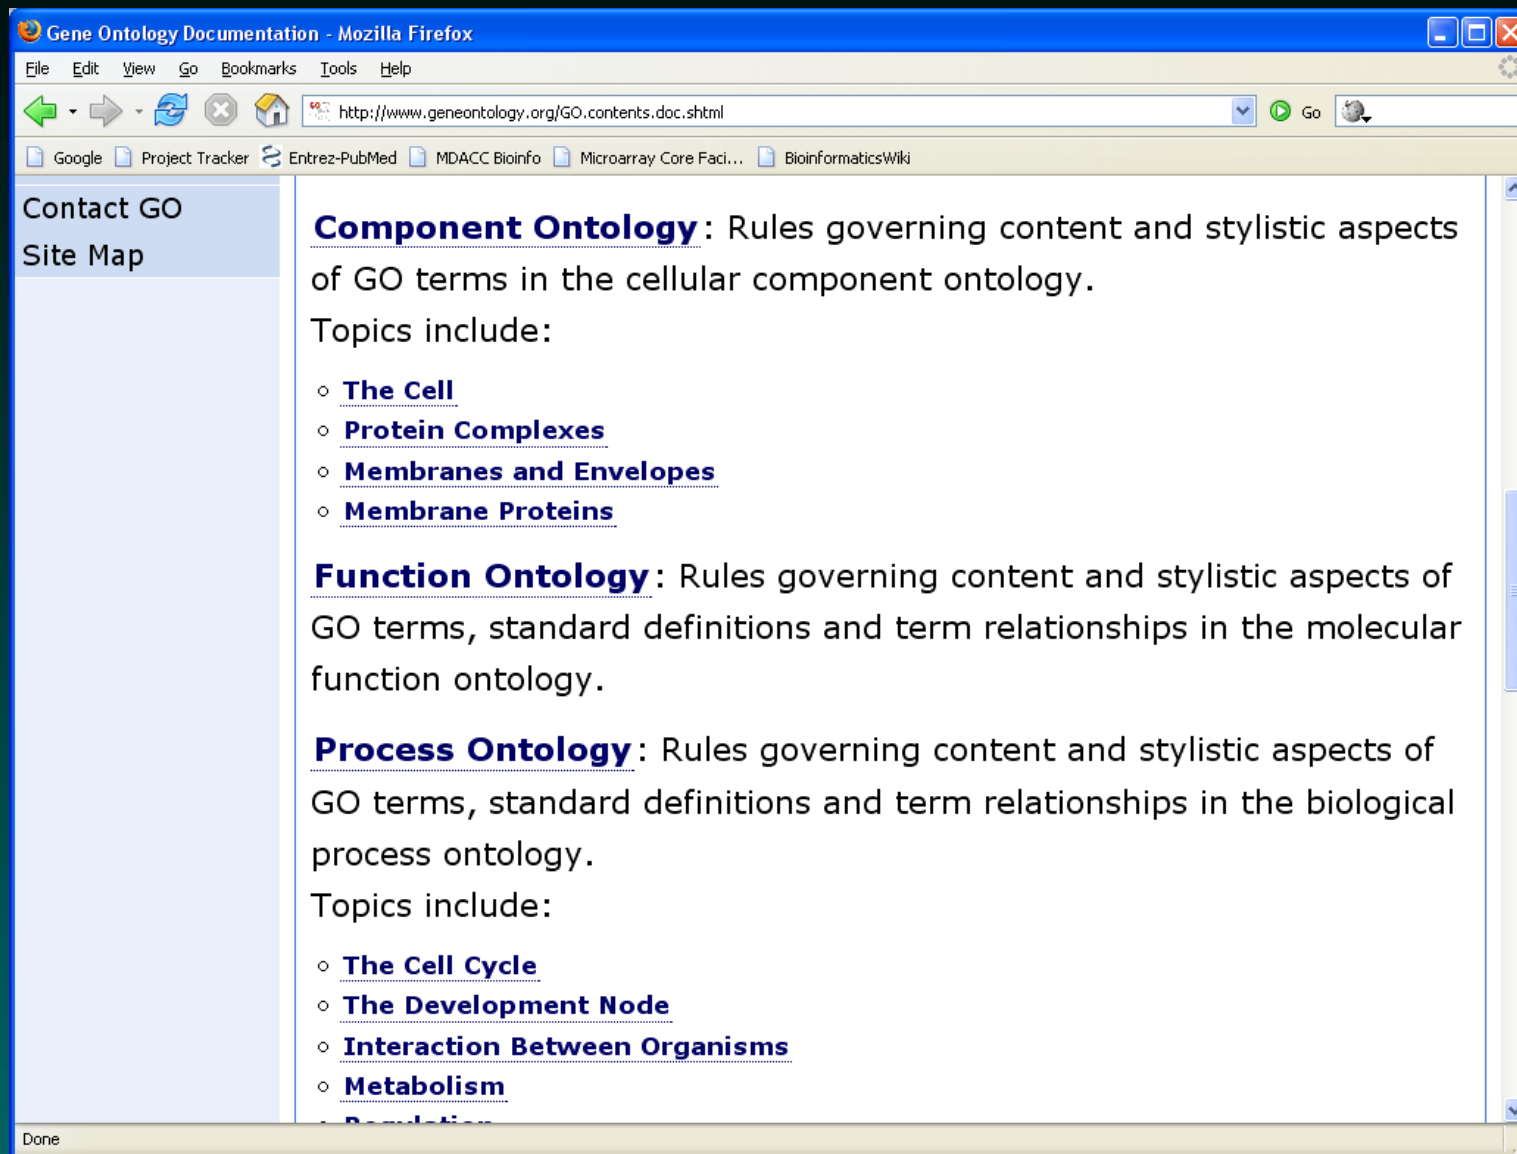 Gene Ontology Documentation - Mozilla Firefox
File Edit View Go Bookmarks Tools Help
http://www.geneontology.org/GO.contents.doc.shtml Go
Google Project Tracker Entrez-PubMed MDACC Bioinfo Microarray Core Faci... BioinformaticsWiki
Contact GO
Site Map
Component Ontology: Rules governing content and stylistic aspects
of GO terms in the cellular component ontology.
Topics include:
The Cell
Protein Complexes
Membranes and Envelopes
Membrane Proteins
Function Ontology: Rules governing content and stylistic aspects of
GO terms, standard definitions and term relationships in the molecular
function ontology.
Process Ontology: Rules governing content and stylistic aspects of
GO terms, standard definitions and term relationships in the biological
process ontology.
Topics include:
The Cell Cycle
The Development Node
Interaction Between Organisms
Metabolism
Regulation
Done